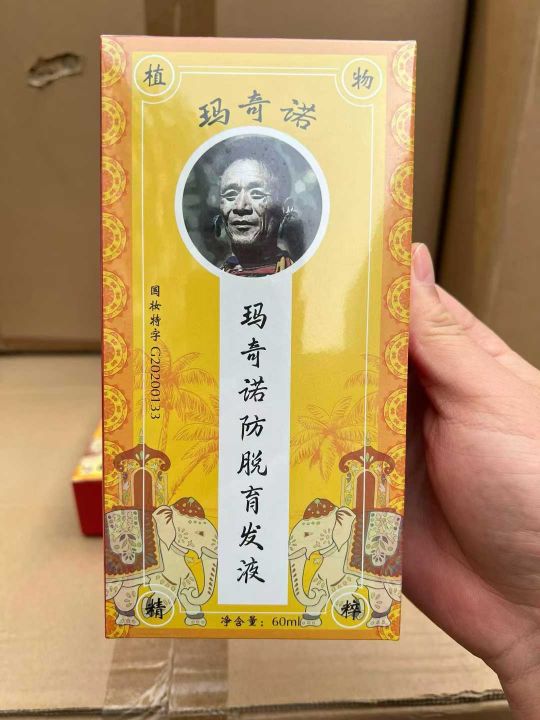 植 物
玛奇诺
国妆特字G20200133
玛奇诺防脱育发液
精 粹
净含量：60ml